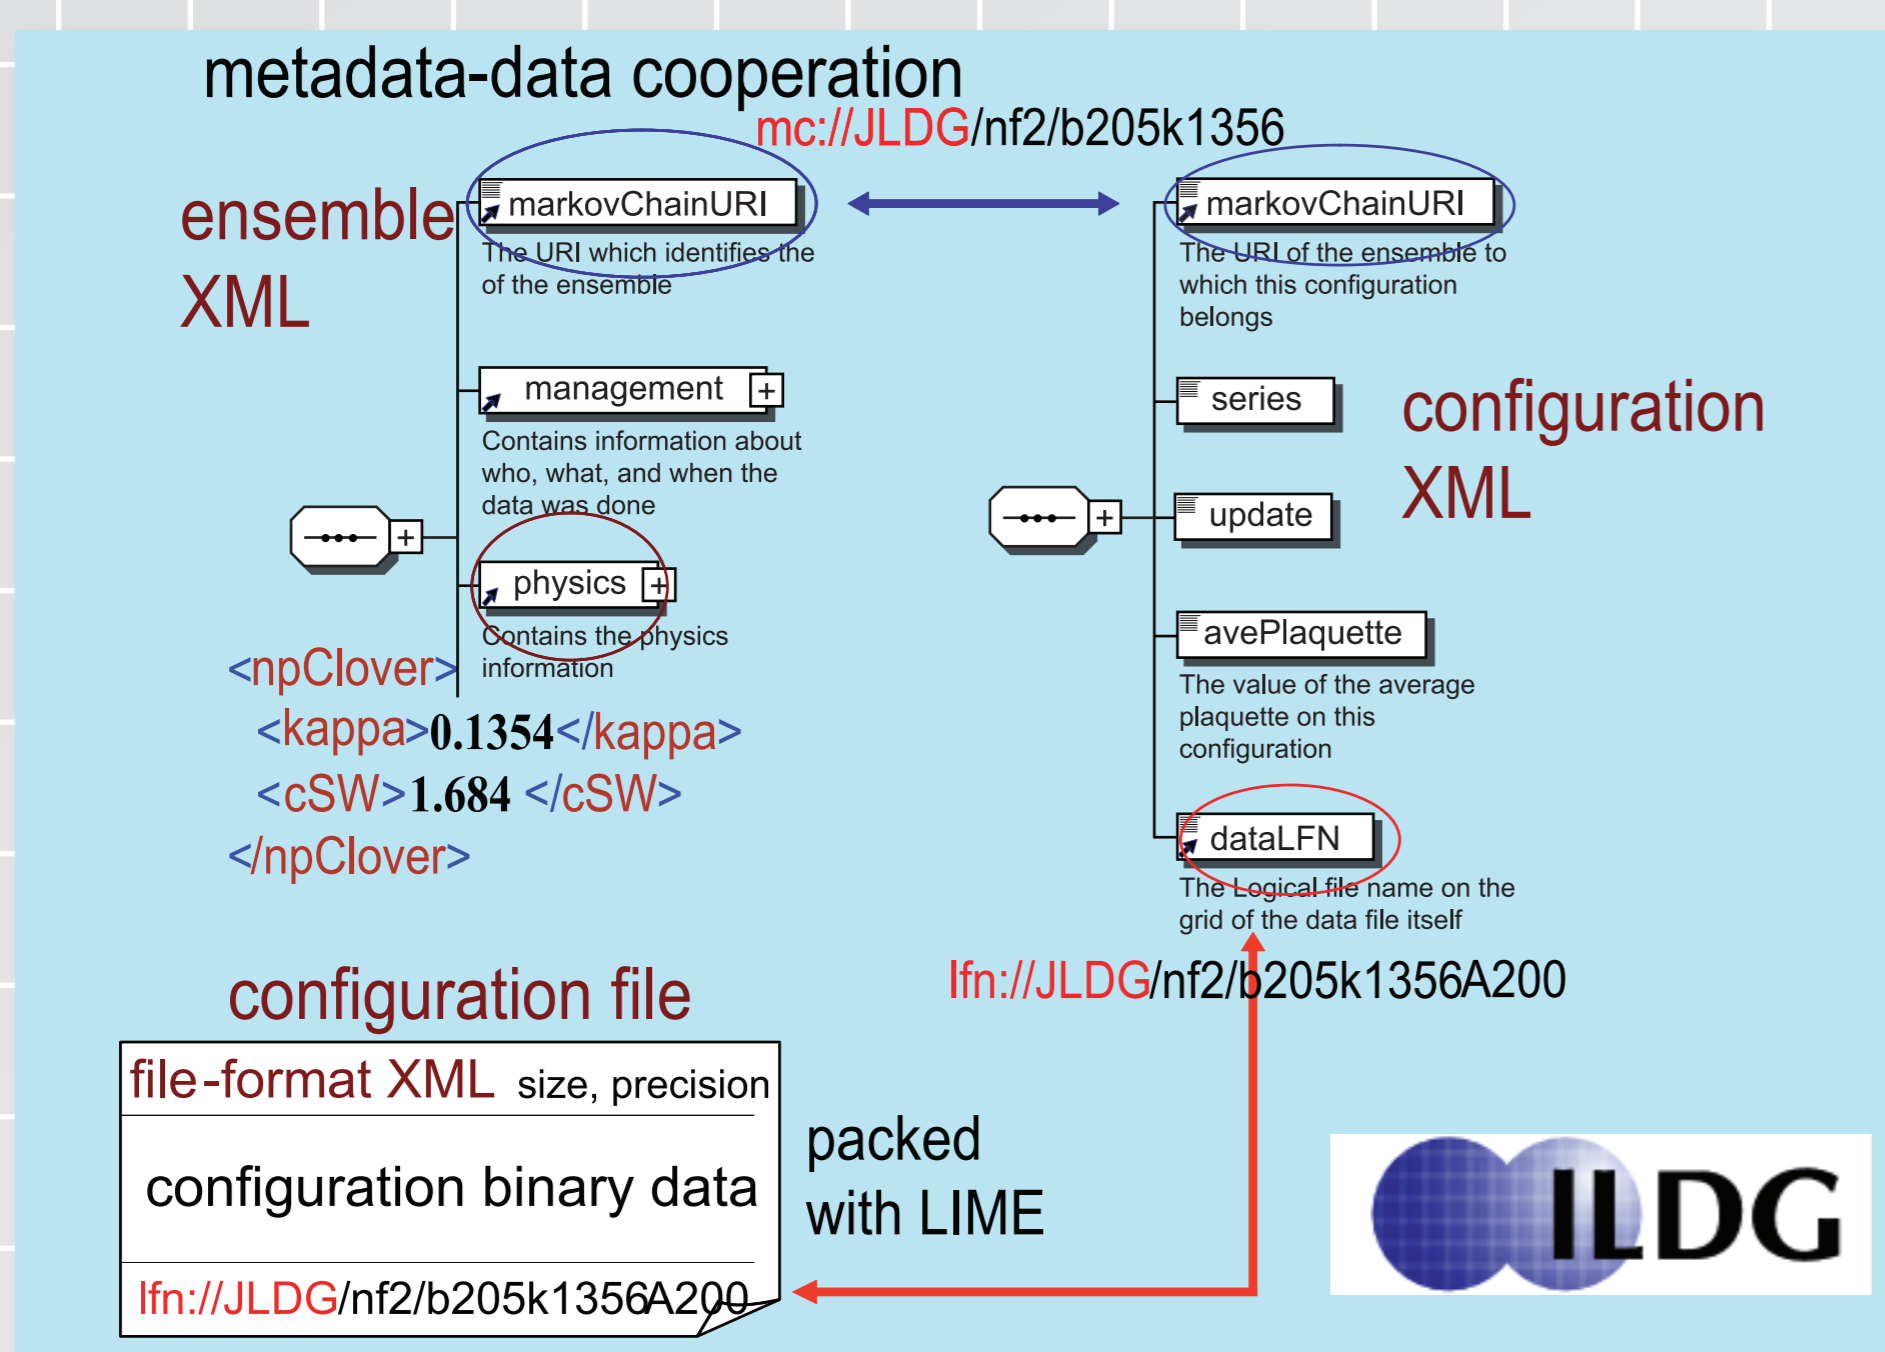 metadata-data cooperation
mc://JLDG/nf2/b205k1356
ensemble
XML
markovChainURI
The URI which identifies the
of the ensemble
management
+
Contains information about
who, what, and when the
data was done
+
physics
+
Contains the physics
information
<npClover>
<kappa>0.1354</kappa>
<cSW>1.684 </cSW>
</npClover>
markovChainURI
The URI of the ensemble to
which this configuration
belongs
series
configuration
XML
+
update
avePlaquette
The value of the average
plaquette on this
configuration
dataLFN
The Logical file name on the
grid of the data file itself
lfn://JLDG/nf2/b205k1356A200
configuration file
file-format XML size, precision
configuration binary data
lfn://JLDG/nf2/b205k1356A200
packed
with LIME
ILDG